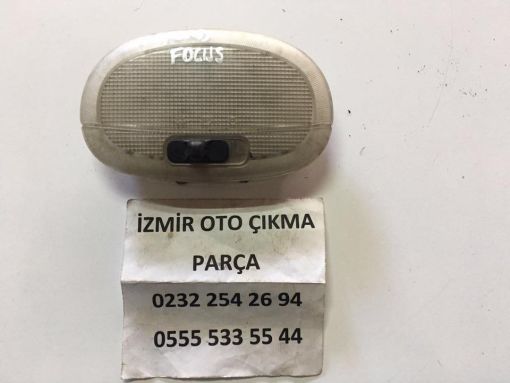 FOCUS
İZMİR OTO ÇIKMA
PARÇA
0232 254 26 94
0555 533 55 44